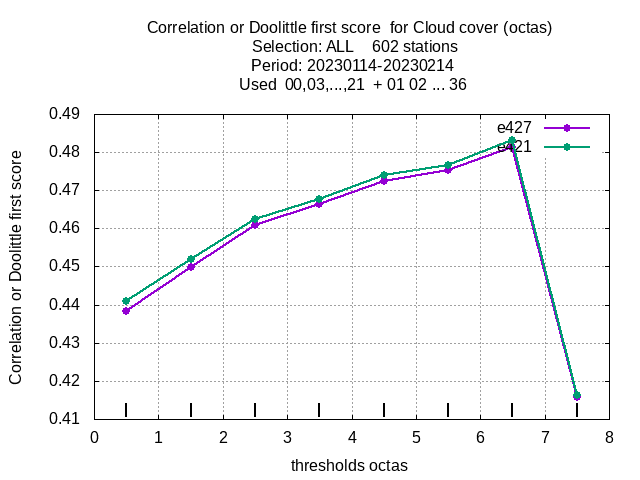 Correlation or Doolittle first score  for Cloud cover (octas)
Selection: ALL    602 stations
Period: 20230114-20230214
Used  00,03,...,21  + 01 02 ... 36
Correlation or Doolittle first score
0.49
0.48
0.47
0.46
0.45
0.44
0.43
0.42
0.41
e427
e421
0 1 2 3 4 5 6 7 8
thresholds octas